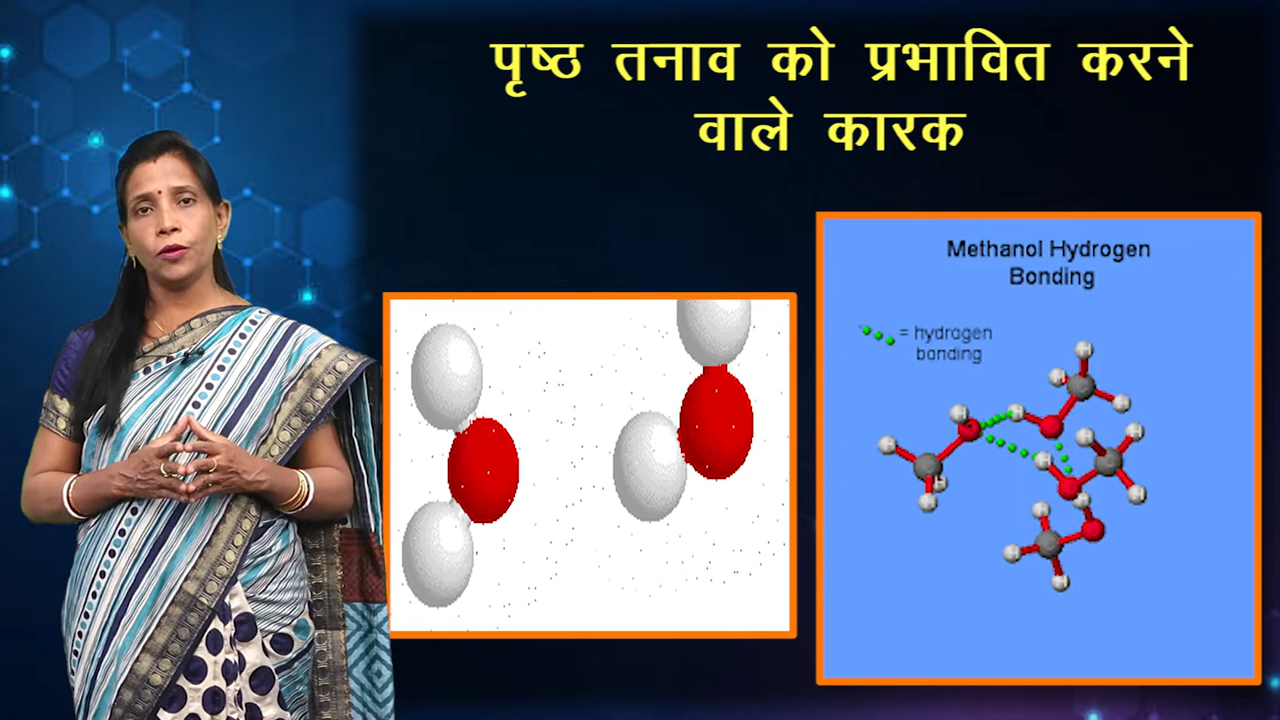 पृष्ठ तनाव को प्रभावित करने
वाले कारक
Methanol Hydrogen
Bonding
= hydrogen
bonding